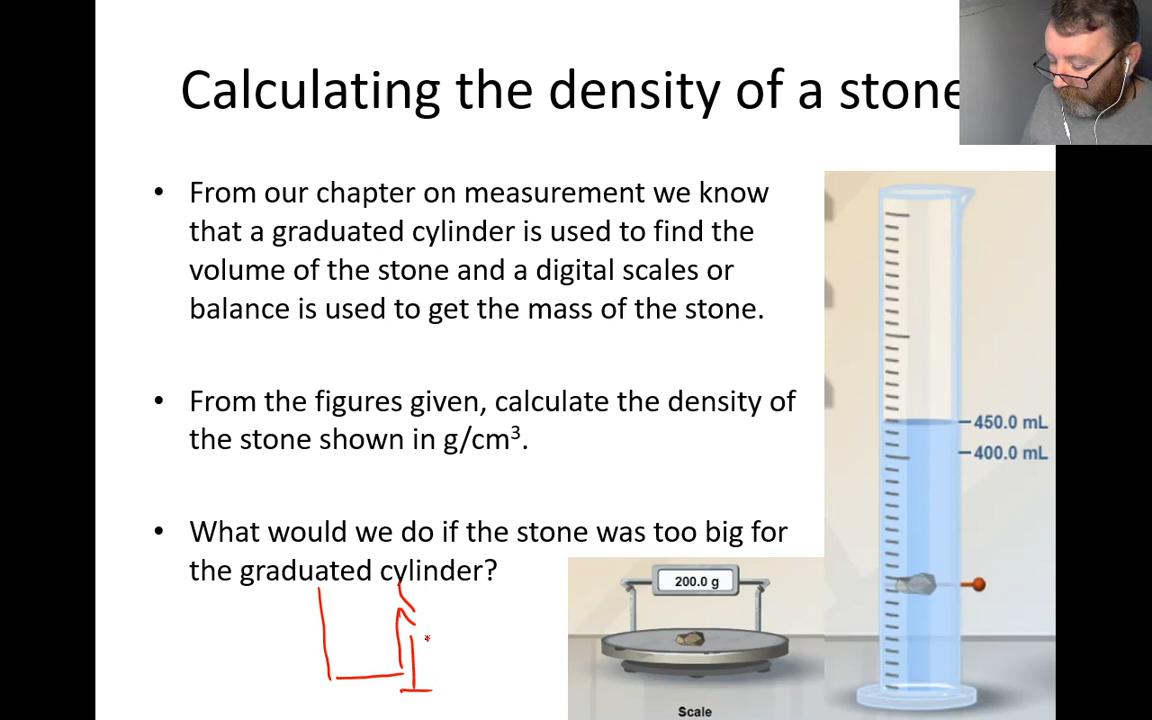 Calculating the density of a stone
• From our chapter on measurement we know
that a graduated cylinder is used to find the
volume of the stone and a digital scales or
balance is used to get the mass of the stone.
• From the figures given, calculate the density of
the stone shown in g/cm³.
• What would we do if the stone was too big for
the graduated cylinder?
450.0 mL
400.0 mL
200.0 g
Scale